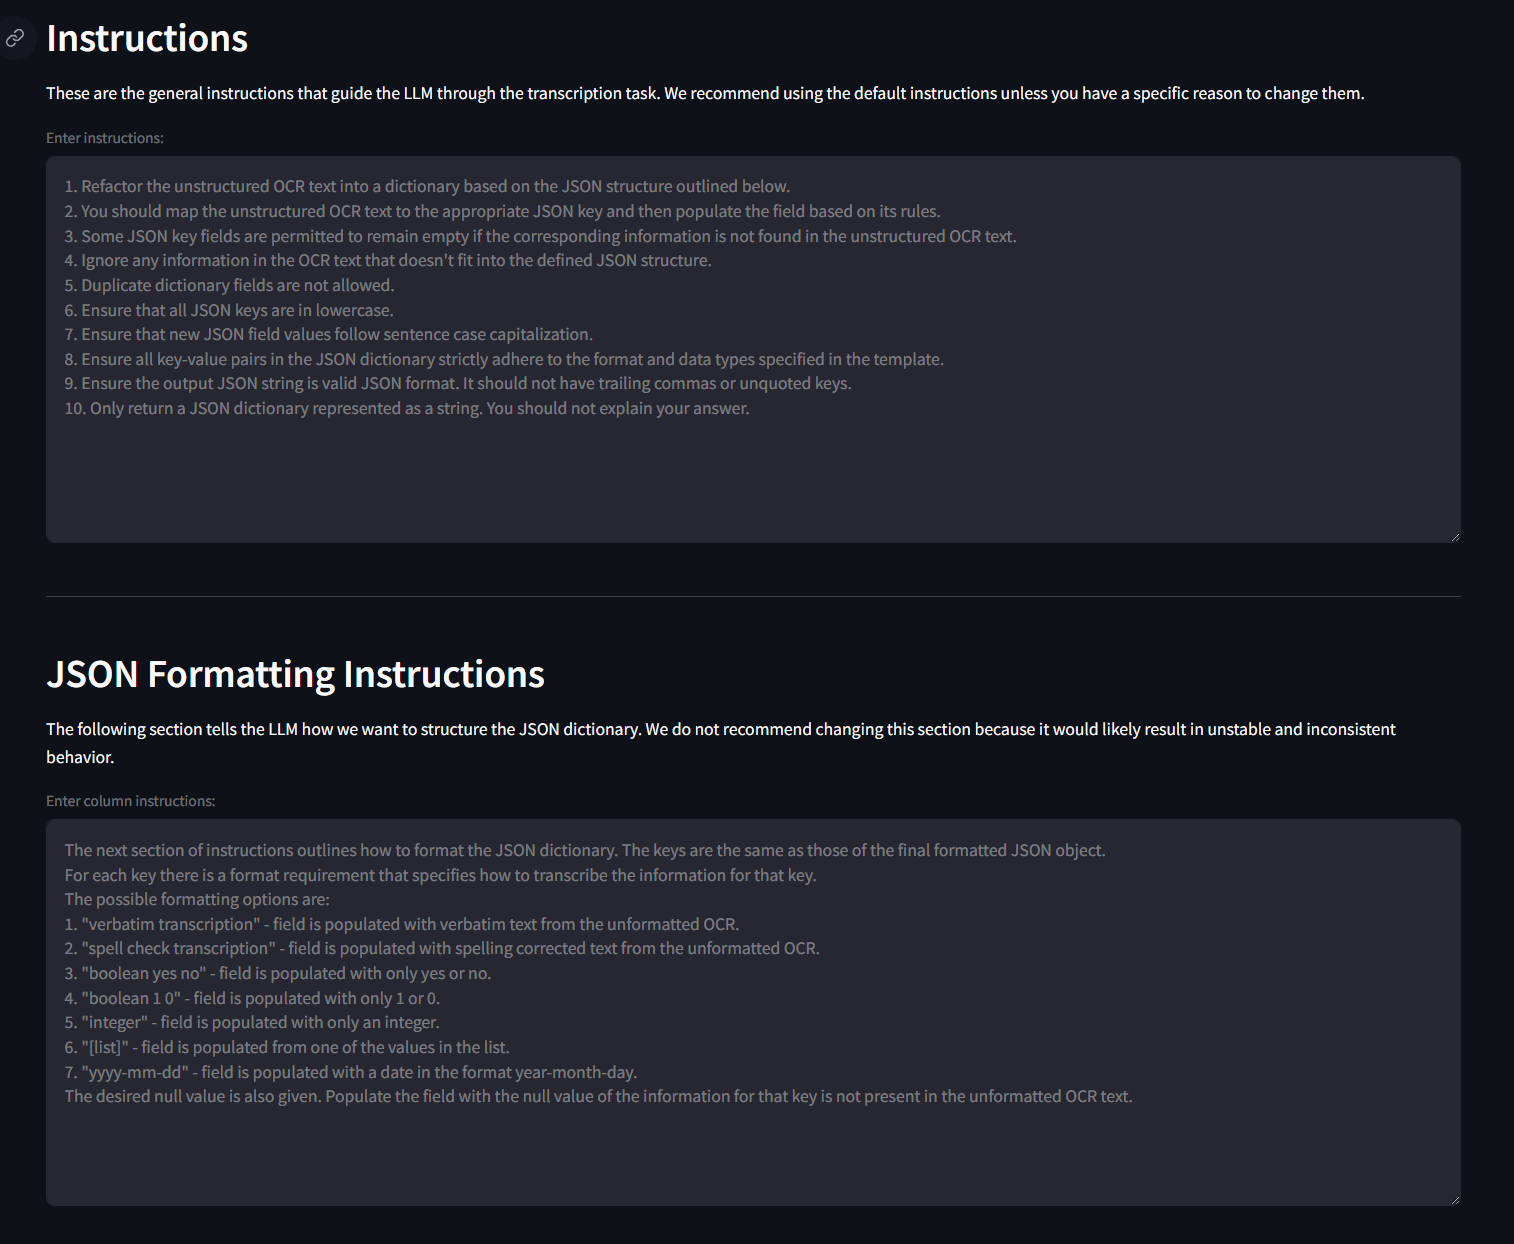 Instructions
These are the general instructions that guide the LLM through the transcription task. We recommend using the default instructions unless you have a specific reason to change them.
Enter instructions:
1. Refactor the unstructured OCR text into a dictionary based on the JSON structure outlined below.
2. You should map the unstructured OCR text to the appropriate JSON key and then populate the field based on its rules.
3. Some JSON key fields are permitted to remain empty if the corresponding information is not found in the unstructured OCR text.
4. Ignore any information in the OCR text that doesn't fit into the defined JSON structure.
5. Duplicate dictionary fields are not allowed.
6. Ensure that all JSON keys are in lowercase.
7. Ensure that new JSON field values follow sentence case capitalization.
8. Ensure all key-value pairs in the JSON dictionary strictly adhere to the format and data types specified in the template.
9. Ensure the output JSON string is valid JSON format. It should not have trailing commas or unquoted keys.
10. Only return a JSON dictionary represented as a string. You should not explain your answer.
JSON Formatting Instructions
The following section tells the LLM how we want to structure the JSON dictionary. We do not recommend changing this section because it would likely result in unstable and inconsistent
behavior.
Enter column instructions:
The next section of instructions outlines how to format the JSON dictionary. The keys are the same as those of the final formatted JSON object.
For each key there is a format requirement that specifies how to transcribe the information for that key.
The possible formatting options are:
1. "verbatim transcription" - field is populated with verbatim text from the unformatted OCR.
2. "spell check transcription" - field is populated with spelling corrected text from the unformatted OCR.
3. "boolean yes no" - field is populated with only yes or no.
4. "boolean 1 0" - field is populated with only 1 or 0.
5. "integer" - field is populated with only an integer.
6. "[list]" - field is populated from one of the values in the list.
7. "yyyy-mm-dd" - field is populated with a date in the format year-month-day.
The desired null value is also given. Populate the field with the null value of the information for that key is not present in the unformatted OCR text.